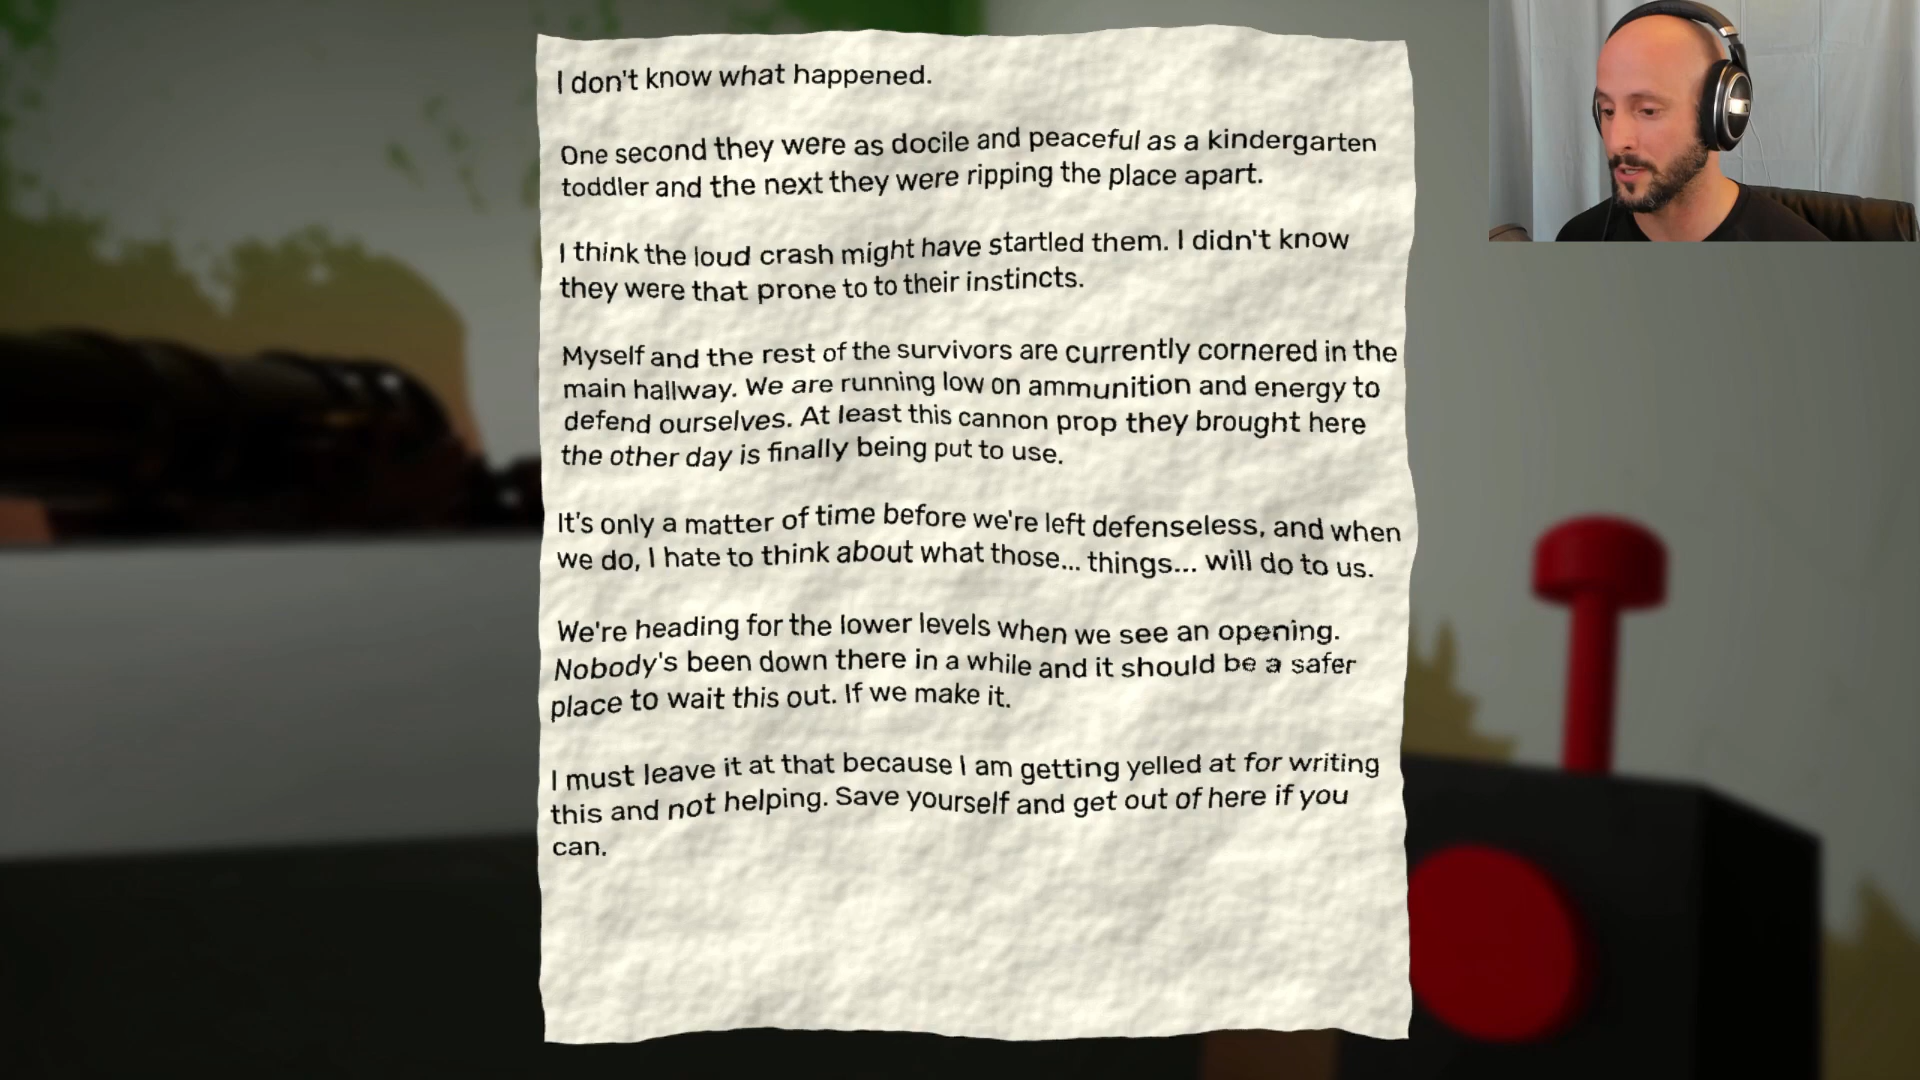 I don't know what happened.
One second they were as docile and peaceful as a kindergarten
toddler and the next they were ripping the place apart.
I think the loud crash might have startled them. I didn't know
they were that prone to to their instincts.
Myself and the rest of the survivors are currently cornered in the
main hallway. We are running low on ammunition and energy to
defend ourselves. At least this cannon prop they brought here
the other day is finally being put to use.
It's only a matter of time before we're left defenseless, and when
we do, I hate to think about what those... things... will do to us.
We're heading for the lower levels when we see an opening.
Nobody's been down there in a while and it should be a safer
place to wait this out. If we make it.
I must leave it at that because I am getting yelled at for writing
this and not helping. Save yourself and get out of here if you
can.